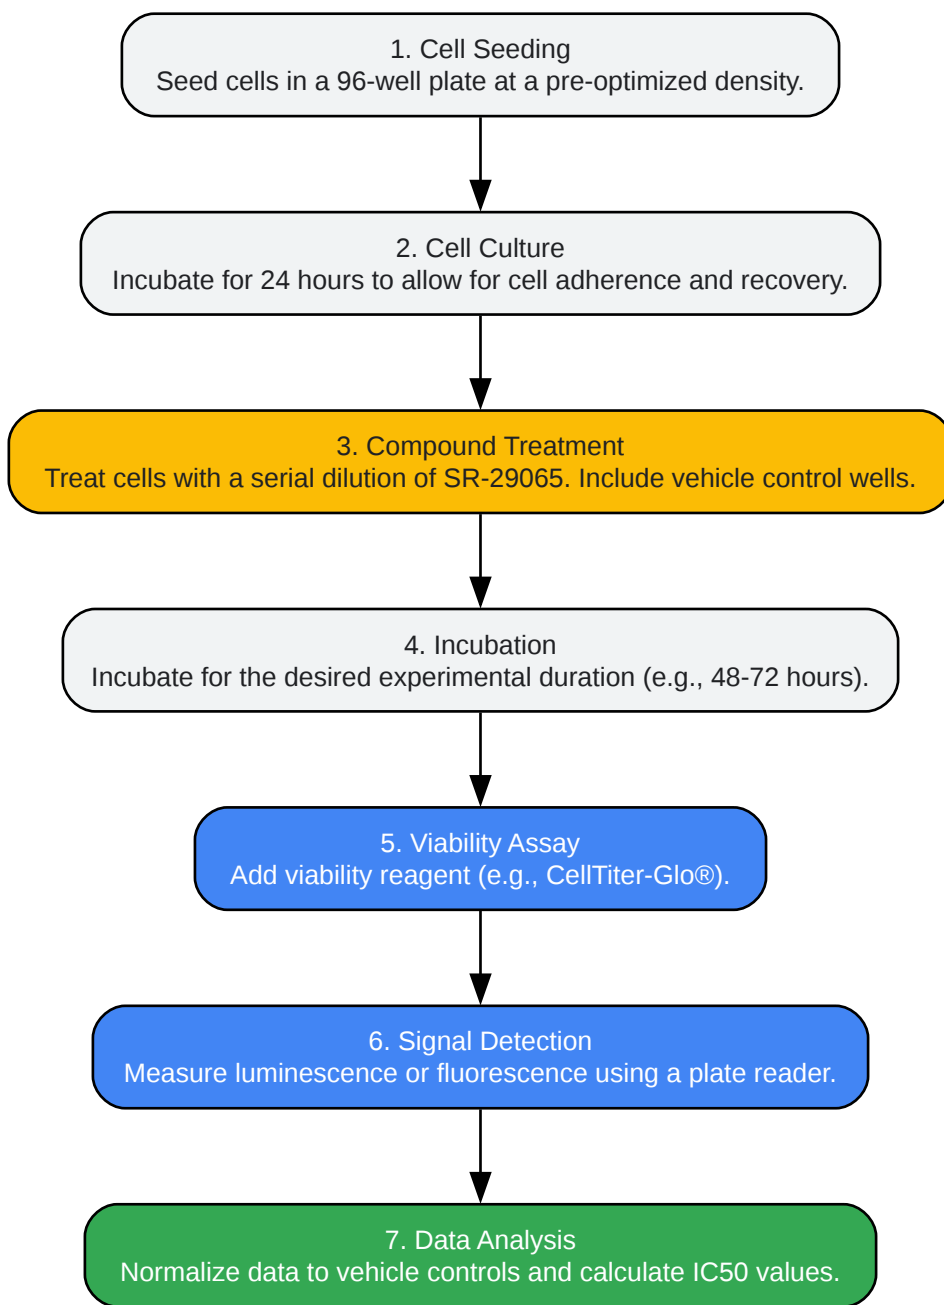 1. Cell Seeding
Seed cells in a 96-well plate at a pre-optimized density.
2. Cell Culture
Incubate for 24 hours to allow for cell adherence and recovery.
3. Compound Treatment
Treat cells with a serial dilution of SR-29065. Include vehicle control wells.
4. Incubation
Incubate for the desired experimental duration (e.g., 48-72 hours).
5. Viability Assay
Add viability reagent (e.g., CellTiter-Glo®).
6. Signal Detection
Measure luminescence or fluorescence using a plate reader.
7. Data Analysis
Normalize data to vehicle controls and calculate IC50 values.